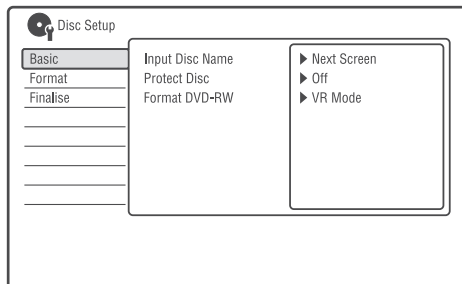 Disc Setup
Basic
Format
Finalise
Input Disc Name
Protect Disc
Format DVD-RW
Next Screen
Off
VR Mode